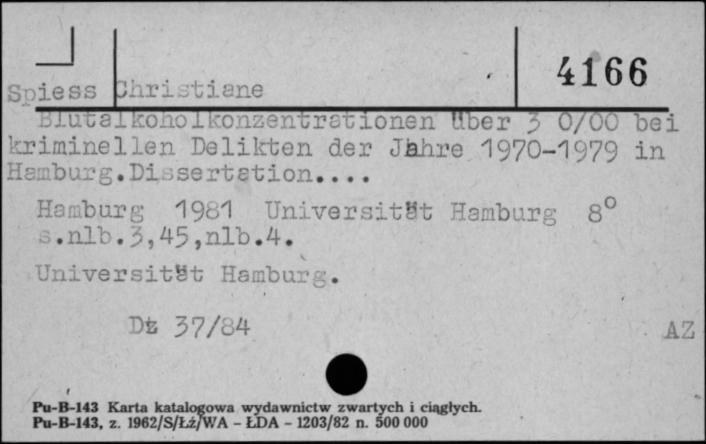 4166
Spiess Christiane
Blutalkoholkonzentrationen über 3 0/00 bei
kriminellen Delikten der Jahre 1970-1979 in
Hamburg.Dissertation....
Hamburg 1981 Universität Hamburg 8°
s.nlb.3,45,nlb.4.
Universität Hamburg.
Dż 37/84
AZ
Pu-B-143 Karta katalogowa wydawnictw zwartych i ciągłych.
Pu-B-143, z. 1962/S/Łż/WA - ŁDA - 1203/82 n. 500 000